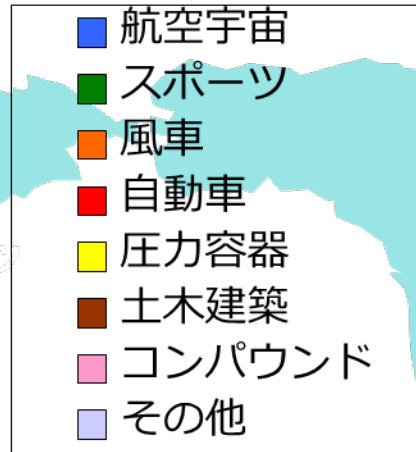 航空宇宙
スポーツ
風車
自動車
圧力容器
土木建築
コンパウンド
その他